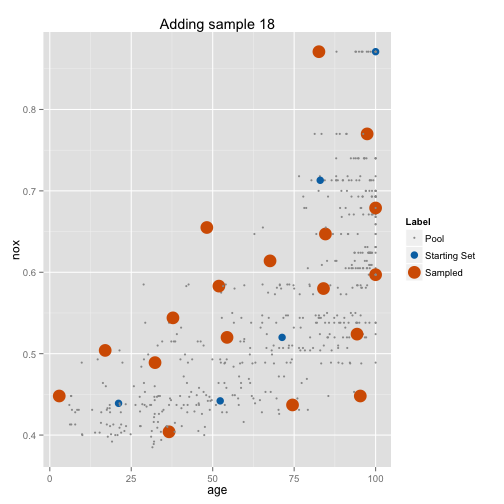 Adding sample 18
0.8
0.7
0.6
0.5
0.4
nox
0
25
50
75
100
age
Label
Pool
Starting Set
Sampled